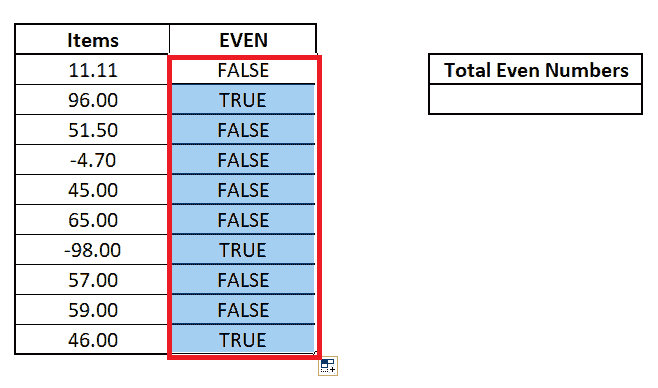 Items EVEN
11.11 FALSE
96.00 TRUE
51.50 FALSE
-4.70 FALSE
45.00 FALSE
65.00 FALSE
-98.00 TRUE
57.00 FALSE
59.00 FALSE
46.00 TRUE
Total Even Numbers